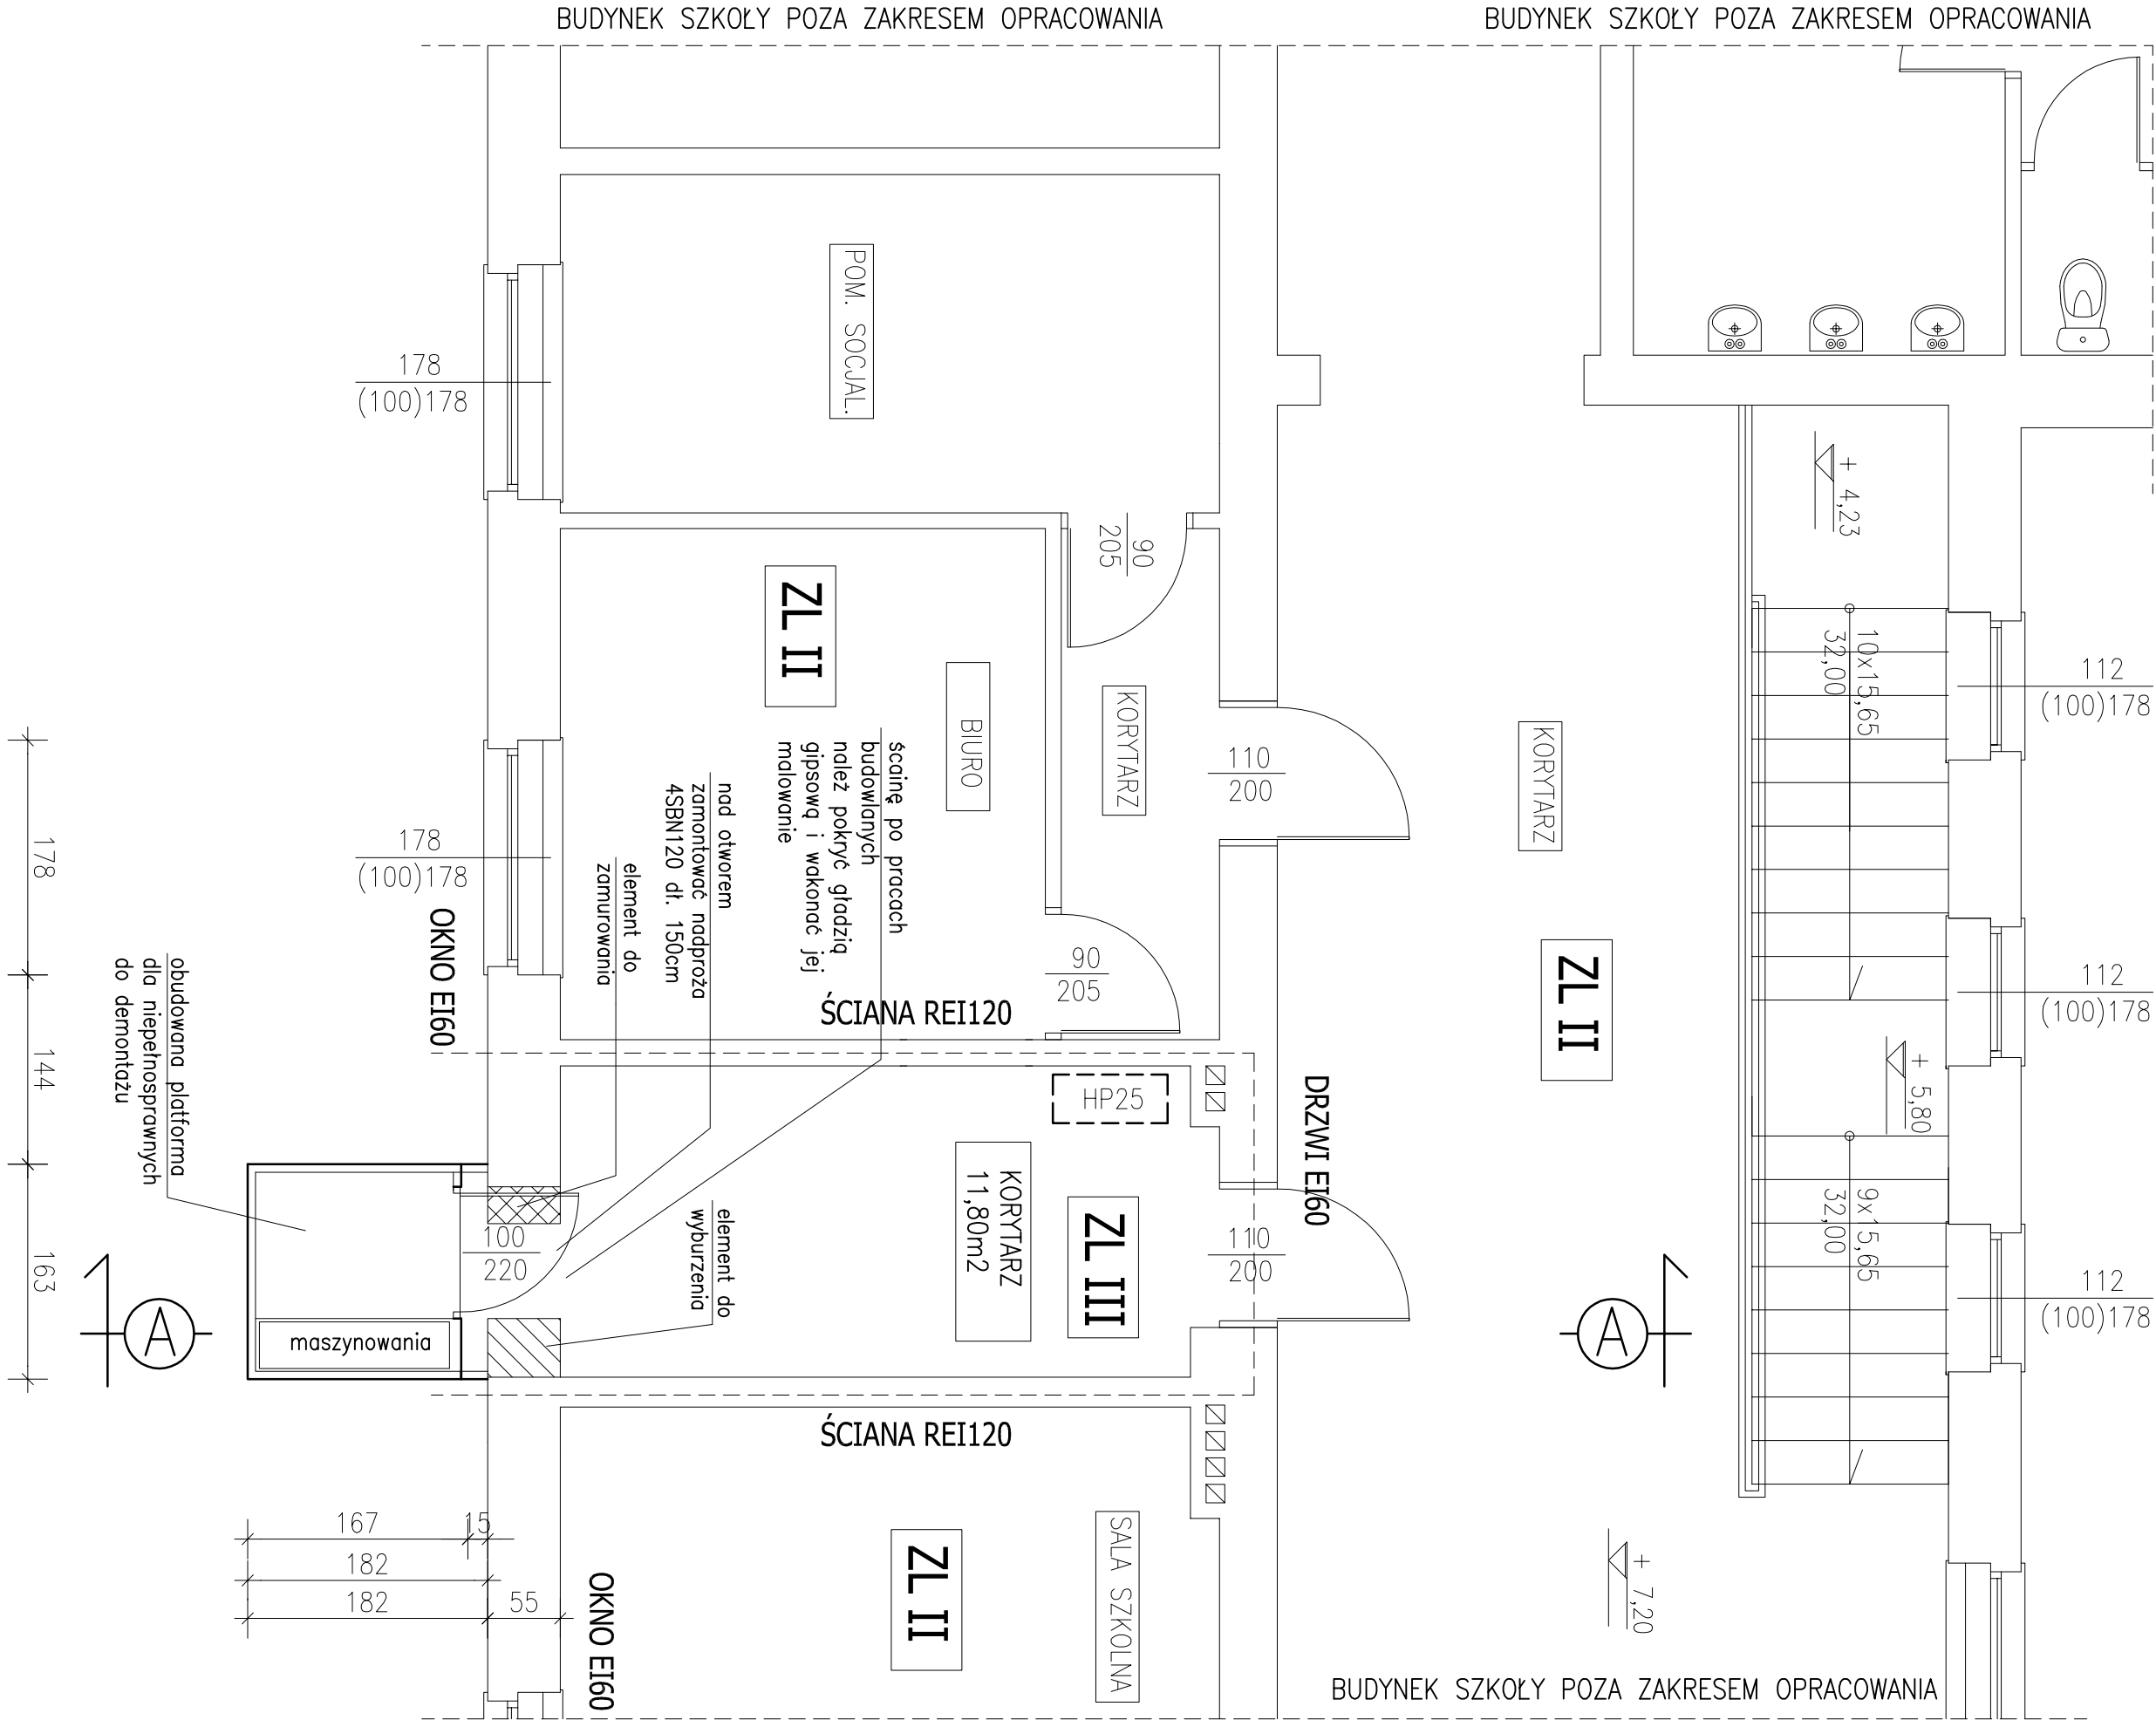 BUDYNEK SZKOŁY POZA ZAKRESEM OPRACOWANIA
BUDYNEK SZKOŁY POZA ZAKRESEM OPRACOWANIA
POM. SOCJAL.
178
(100)178
90
205
+ 4,23
ZL II
BIURO
KORYTARZ
110
200
KORYTARZ
10x15,65
32,00
112
(100)178
178
(100)178
OKNO EI60
ścainę po pracach
budowlanych
należ pokryć gładzią
gipsową i wakonać jej
malowanie
nad otworem
zamontować nadproża
4SBN120 dł. 150cm
element do
zamurowania
90
205
ŚCIANA REI120
ZL II
112
(100)178
+ 5,80
178
144
163
obudowana platforma
dla niepełnosprawnych
do demontażu
HP25
DRZWI EI60
KORYTARZ
11,80m2
ZL III
110
200
9x15,65
32,00
112
(100)178
100
220
element do
wyburzenia
A
maszynowania
A
ŚCIANA REI120
167
15
182
182
55
OKNO EI60
ZL II
SALA SZKOLNA
+ 7,20
BUDYNEK SZKOŁY POZA ZAKRESEM OPRACOWANIA